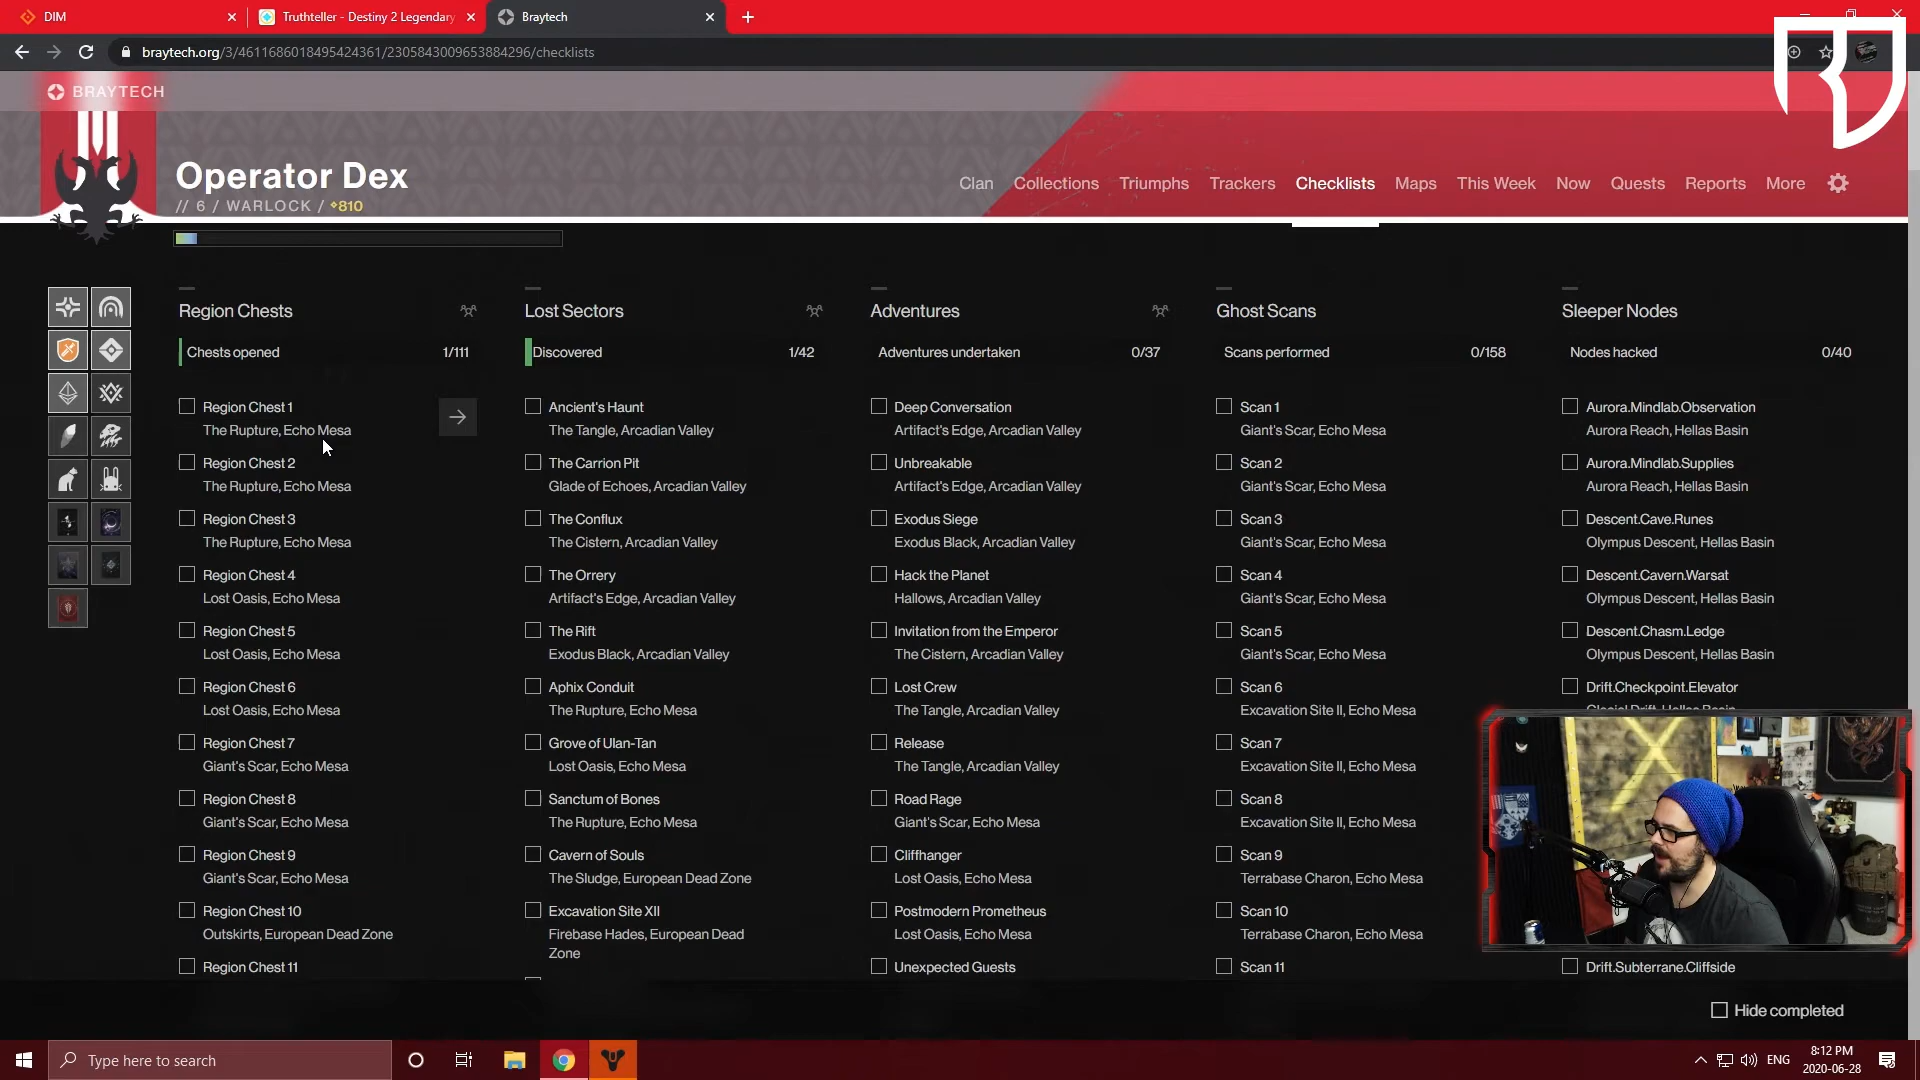 DIM
Truthteller - Destiny 2 Legendary
Braytech
braytech.org/3/4611686018495424361/2305843009653884296/checklists
BRAYTECH
Operator Dex
// 6 / WARLOCK / 810
Clan
Collections
Triumphs
Trackers
Checklists
Maps
This Week
Now
Quests
Reports
More
Region Chests
Chests opened 1/111
Region Chest 1
The Rupture, Echo Mesa
Region Chest 2
The Rupture, Echo Mesa
Region Chest 3
The Rupture, Echo Mesa
Region Chest 4
Lost Oasis, Echo Mesa
Region Chest 5
Lost Oasis, Echo Mesa
Region Chest 6
Lost Oasis, Echo Mesa
Region Chest 7
Giant's Scar, Echo Mesa
Region Chest 8
Giant's Scar, Echo Mesa
Region Chest 9
Giant's Scar, Echo Mesa
Region Chest 10
Outskirts, European Dead Zone
Region Chest 11
Lost Sectors
Discovered 1/42
Ancient's Haunt
The Tangle, Arcadian Valley
The Carrion Pit
Glade of Echoes, Arcadian Valley
The Conflux
The Cistern, Arcadian Valley
The Orrery
Artifact's Edge, Arcadian Valley
The Rift
Exodus Black, Arcadian Valley
Aphix Conduit
The Rupture, Echo Mesa
Grove of Ulan-Tan
Lost Oasis, Echo Mesa
Sanctum of Bones
The Rupture, Echo Mesa
Cavern of Souls
The Sludge, European Dead Zone
Excavation Site XII
Firebase Hades, European Dead
Zone
Adventures
Adventures undertaken 0/37
Deep Conversation
Artifact's Edge, Arcadian Valley
Unbreakable
Artifact's Edge, Arcadian Valley
Exodus Siege
Exodus Black, Arcadian Valley
Hack the Planet
Hallows, Arcadian Valley
Invitation from the Emperor
The Cistern, Arcadian Valley
Lost Crew
The Tangle, Arcadian Valley
Release
The Tangle, Arcadian Valley
Road Rage
Giant's Scar, Echo Mesa
Cliffhanger
Lost Oasis, Echo Mesa
Postmodern Prometheus
Lost Oasis, Echo Mesa
Unexpected Guests
Ghost Scans
Scans performed 0/158
Scan 1
Giant's Scar, Echo Mesa
Scan 2
Giant's Scar, Echo Mesa
Scan 3
Giant's Scar, Echo Mesa
Scan 4
Giant's Scar, Echo Mesa
Scan 5
Giant's Scar, Echo Mesa
Scan 6
Excavation Site II, Echo Mesa
Scan 7
Excavation Site II, Echo Mesa
Scan 8
Excavation Site II, Echo Mesa
Scan 9
Terrabase Charon, Echo Mesa
Scan 10
Terrabase Charon, Echo Mesa
Scan 11
Sleeper Nodes
Nodes hacked 0/40
Aurora.Mindlab.Observation
Aurora Reach, Hellas Basin
Aurora.Mindlab.Supplies
Aurora Reach, Hellas Basin
Descent.Cave.Runes
Olympus Descent, Hellas Basin
Descent.Cavern.Warsat
Olympus Descent, Hellas Basin
Descent.Chasm.Ledge
Olympus Descent, Hellas Basin
Drift.Checkpoint.Elevator
Glacial Drift, Hellas Basin
Drift.Subterrane.Cliffside
Hide completed
Type here to search
ENG
8:12 PM
2020-06-28